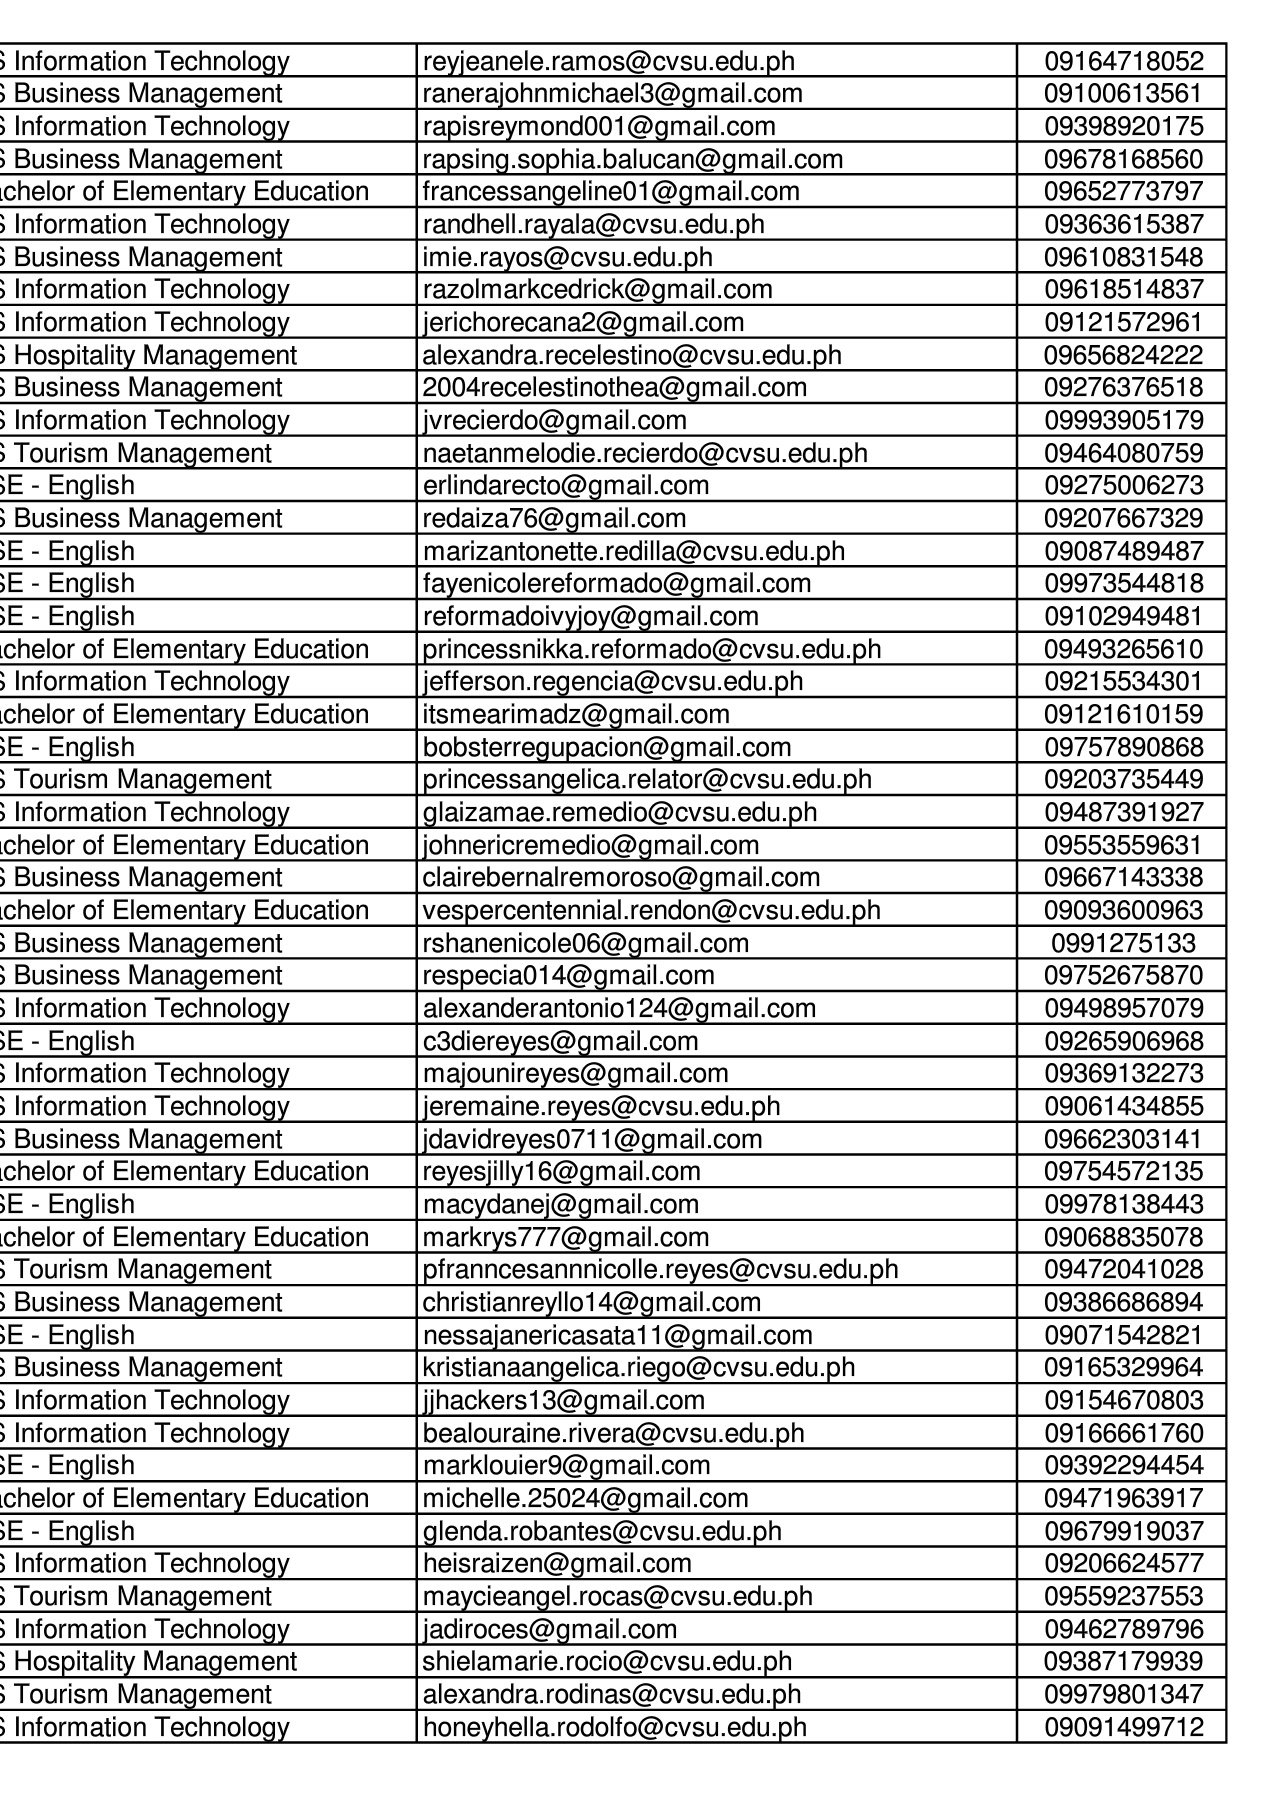 S Information Technology reyjeanele.ramos@cvsu.edu.ph 09164718052
S Business Management ranerajohnmichael3@gmail.com 09100613561
S Information Technology rapisreymond001@gmail.com 09398920175
S Business Management rapsing.sophia.balucan@gmail.com 09678168560
achelor of Elementary Education francessangeline01@gmail.com 09652773797
S Information Technology randhell.rayala@cvsu.edu.ph 09363615387
S Business Management imie.rayos@cvsu.edu.ph 09610831548
S Information Technology razolmarkcedrick@gmail.com 09618514837
S Information Technology jerichorecana2@gmail.com 09121572961
S Hospitality Management alexandra.recelestino@cvsu.edu.ph 09656824222
S Business Management 2004recelestinothea@gmail.com 09276376518
S Information Technology jvrecierdo@gmail.com 09993905179
S Tourism Management naetanmelodie.recierdo@cvsu.edu.ph 09464080759
SE - English erlindarecto@gmail.com 09275006273
S Business Management redaiza76@gmail.com 09207667329
SE - English marizantonette.redilla@cvsu.edu.ph 09087489487
SE - English fayenicolereformado@gmail.com 09973544818
SE - English reformadoivyjoy@gmail.com 09102949481
achelor of Elementary Education princessnikka.reformado@cvsu.edu.ph 09493265610
S Information Technology jefferson.regencia@cvsu.edu.ph 09215534301
achelor of Elementary Education itsmearimadz@gmail.com 09121610159
SE - English bobsterregupacion@gmail.com 09757890868
S Tourism Management princessangelica.relator@cvsu.edu.ph 09203735449
S Information Technology glaizamae.remedio@cvsu.edu.ph 09487391927
achelor of Elementary Education johnericremedio@gmail.com 09553559631
S Business Management clairebernalremoroso@gmail.com 09667143338
achelor of Elementary Education vespercentennial.rendon@cvsu.edu.ph 09093600963
S Business Management rshanenicole06@gmail.com 0991275133
S Business Management respecia014@gmail.com 09752675870
S Information Technology alexanderantonio124@gmail.com 09498957079
SE - English c3diereyes@gmail.com 09265906968
S Information Technology majounireyes@gmail.com 09369132273
S Information Technology jeremaine.reyes@cvsu.edu.ph 09061434855
S Business Management jdavidreyes0711@gmail.com 09662303141
achelor of Elementary Education reyesjilly16@gmail.com 09754572135
SE - English macydanej@gmail.com 09978138443
achelor of Elementary Education markrys777@gmail.com 09068835078
S Tourism Management pfranncesannnicolle.reyes@cvsu.edu.ph 09472041028
S Business Management christianreyllo14@gmail.com 09386686894
SE - English nessajanericasata11@gmail.com 09071542821
S Business Management kristianaangelica.riego@cvsu.edu.ph 09165329964
S Information Technology jjhackers13@gmail.com 09154670803
S Information Technology bealouraine.rivera@cvsu.edu.ph 09166661760
SE - English marklouier9@gmail.com 09392294454
achelor of Elementary Education michelle.25024@gmail.com 09471963917
SE - English glenda.robantes@cvsu.edu.ph 09679919037
S Information Technology heisraizen@gmail.com 09206624577
S Tourism Management maycieangel.rocas@cvsu.edu.ph 09559237553
S Information Technology jadiroces@gmail.com 09462789796
S Hospitality Management shielamarie.rocio@cvsu.edu.ph 09387179939
S Tourism Management alexandra.rodinas@cvsu.edu.ph 09979801347
S Information Technology honeyhella.rodolfo@cvsu.edu.ph 09091499712